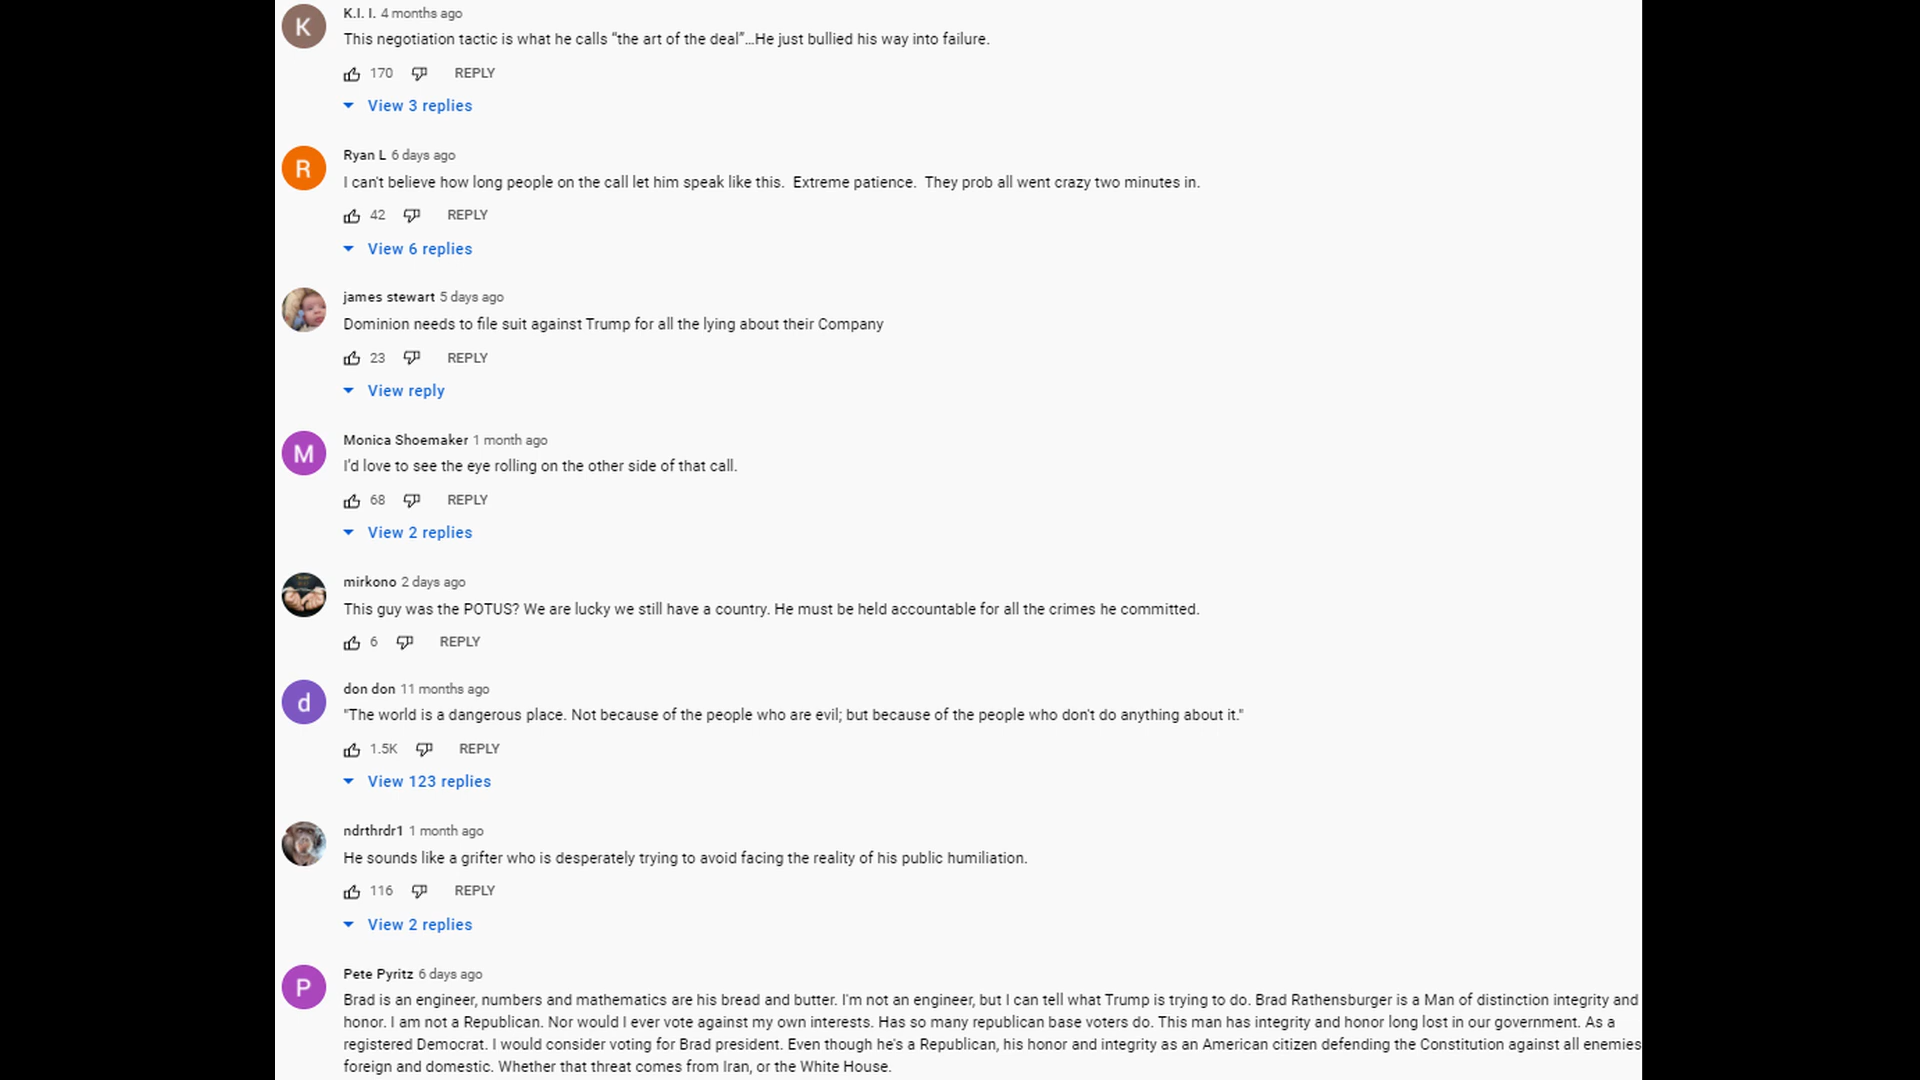 K
K.I. I. 4 months ago
This negotiation tactic is what he calls “the art of the deal”...He just bullied his way into failure.
170 REPLY
View 3 replies
R
Ryan L 6 days ago
I can't believe how long people on the call let him speak like this.  Extreme patience.  They prob all went crazy two minutes in.
42 REPLY
View 6 replies
james stewart 5 days ago
Dominion needs to file suit against Trump for all the lying about their Company
23 REPLY
View reply
M
Monica Shoemaker 1 month ago
I'd love to see the eye rolling on the other side of that call.
68 REPLY
View 2 replies
mirkono 2 days ago
This guy was the POTUS? We are lucky we still have a country. He must be held accountable for all the crimes he committed.
6 REPLY
d
don don 11 months ago
"The world is a dangerous place. Not because of the people who are evil; but because of the people who don't do anything about it."
1.5K REPLY
View 123 replies
ndrthrdr1 1 month ago
He sounds like a grifter who is desperately trying to avoid facing the reality of his public humiliation.
116 REPLY
View 2 replies
P
Pete Pyritz 6 days ago
Brad is an engineer, numbers and mathematics are his bread and butter. I'm not an engineer, but I can tell what Trump is trying to do. Brad Rathensburger is a Man of distinction integrity and
honor. I am not a Republican. Nor would I ever vote against my own interests. Has so many republican base voters do. This man has integrity and honor long lost in our government. As a
registered Democrat. I would consider voting for Brad president. Even though he's a Republican, his honor and integrity as an American citizen defending the Constitution against all enemies
foreign and domestic. Whether that threat comes from Iran, or the White House.